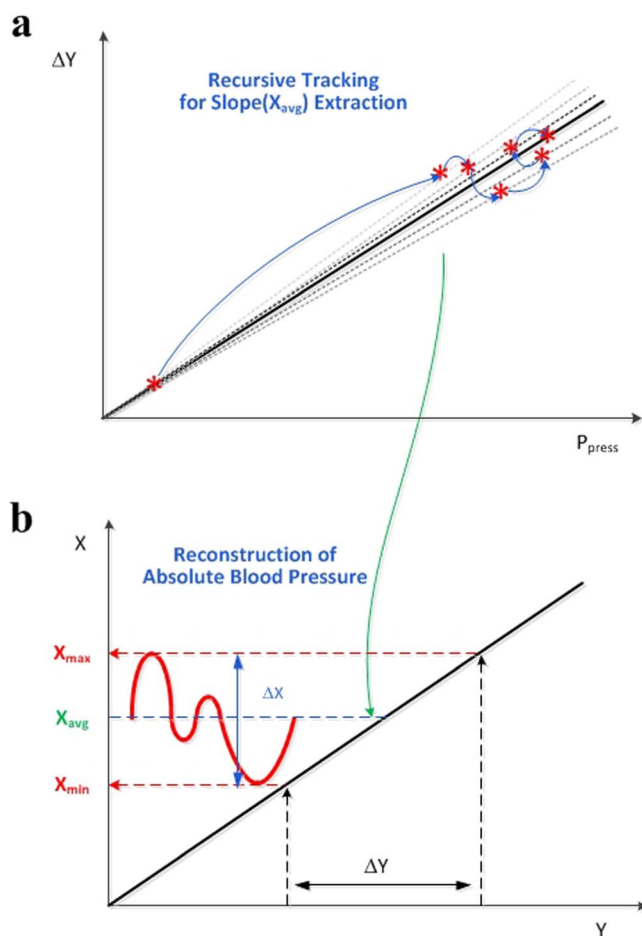 a
ΔY
Recursive Tracking
for Slope(Xavg) Extraction
Ppress
b
X
Reconstruction of
Absolute Blood Pressure
Xmax
ΔX
Xavg
Xmin
ΔY
Y